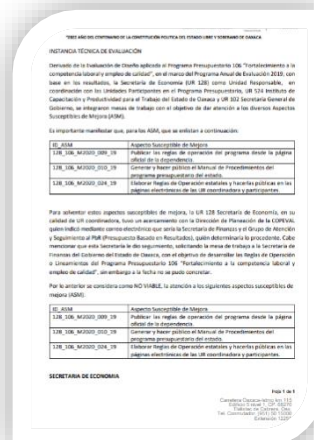 "2022 AÑO DEL CENTENARIO DE LA CONSTITUCIÓN POLÍTICA DEL ESTADO LIBRE Y SOBERANO DE OAXACA
INSTANCIA TÉCNICA DE EVALUACIÓN
Derivado de la Evaluación de Diseño aplicada al Programa Presupuestario 106 "Fortalecimiento a la
competencia laboral y empleo de calidad", en el marco del Programa Anual de Evaluación 2019, con
base en los resultados, la Secretaría de Economía (UR 128) como Unidad Responsable, en
coordinación con las Unidades Participantes en el Programa Presupuestario, UR 524 Instituto de
Capacitación y Productividad para el Trabajo del Estado de Oaxaca y UR 102 Secretaría General de
Gobierno, se integraron mesas de trabajo con el objetivo de dar atención a los diversos Aspectos
Susceptibles de Mejora (ASM).
Es importante manifestar que, para los ASM, que se enlistan a continuación:
ID_ASM Aspecto Susceptible de Mejora
128_106_M2020_009_19 Publicar las reglas de operación del programa desde la página
oficial de la dependencia.
128_106_M2020_010_19 Generar y hacer público el Manual de Procedimientos del
programa presupuestario del estado.
128_106_M2020_024_19 Elaborar Reglas de Operación estatales y hacerlas públicas en las
páginas electrónicas de las UR coordinadora y participantes.
Para solventar estos aspectos susceptibles de mejora, la UR 128 Secretaría de Economía, en su
calidad de UR coordinadora, tuvo un acercamiento con la Dirección de Planeación de la COPEVAL
quien indicó mediante correo electrónico que sería la Secretaría de Finanzas y el Grupo de Atención
y Seguimiento al PbR (Presupuesto Basado en Resultados), quién determinaría lo procedente. Cabe
mencionar que esta Secretaría le dio seguimiento, solicitando la mesa de trabajo a la Secretaría de
Finanzas del Gobierno del Estado de Oaxaca, con el objetivo de desarrollar las Reglas de Operación
o Lineamientos del Programa Presupuestario 106 "Fortalecimiento a la competencia laboral y
empleo de calidad", sin embargo a la fecha no se pudo concretar.
Por lo anterior se considera como NO VIABLE, la atención a los siguientes aspectos susceptibles de
mejora (ASM).
ID_ASM Aspecto Susceptible de Mejora
128_106_M2020_009_19 Publicar las reglas de operación del programa desde la página
oficial de la dependencia.
128_106_M2020_010_19 Generar y hacer público el Manual de Procedimientos del
programa presupuestario del estado.
128_106_M2020_024_19 Elaborar Reglas de Operación estatales y hacerlas públicas en las
páginas electrónicas de las UR coordinadora y participantes.
SECRETARIA DE ECONOMIA
Hoja 1 de 1